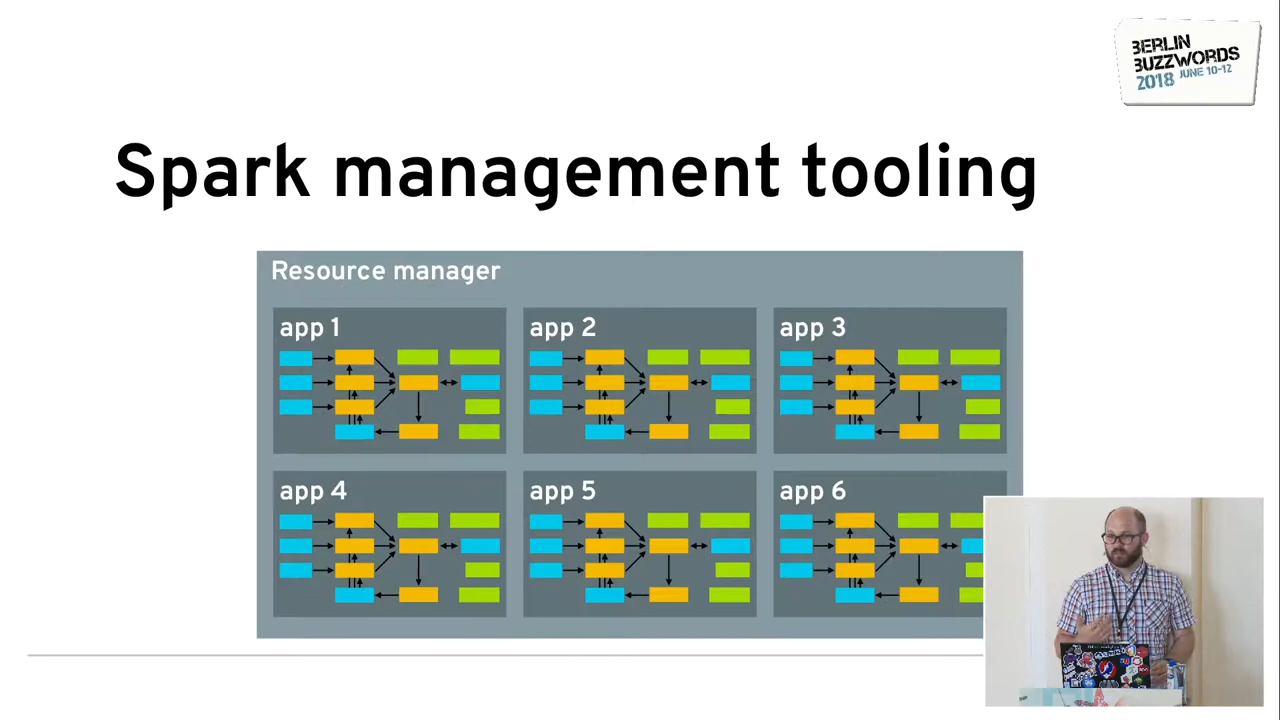 BERLIN
BUZZWORDS
2018 JUNE 10-12
Spark management tooling
Resource manager
app 1
app 2
app 3
app 4
app 5
app 6